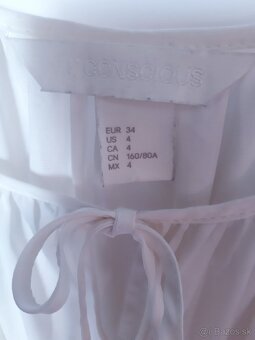 CONSCIOUS
EUR 34
US 4
CA 4
CN 160/80A
MX 4
© Bazos.sk